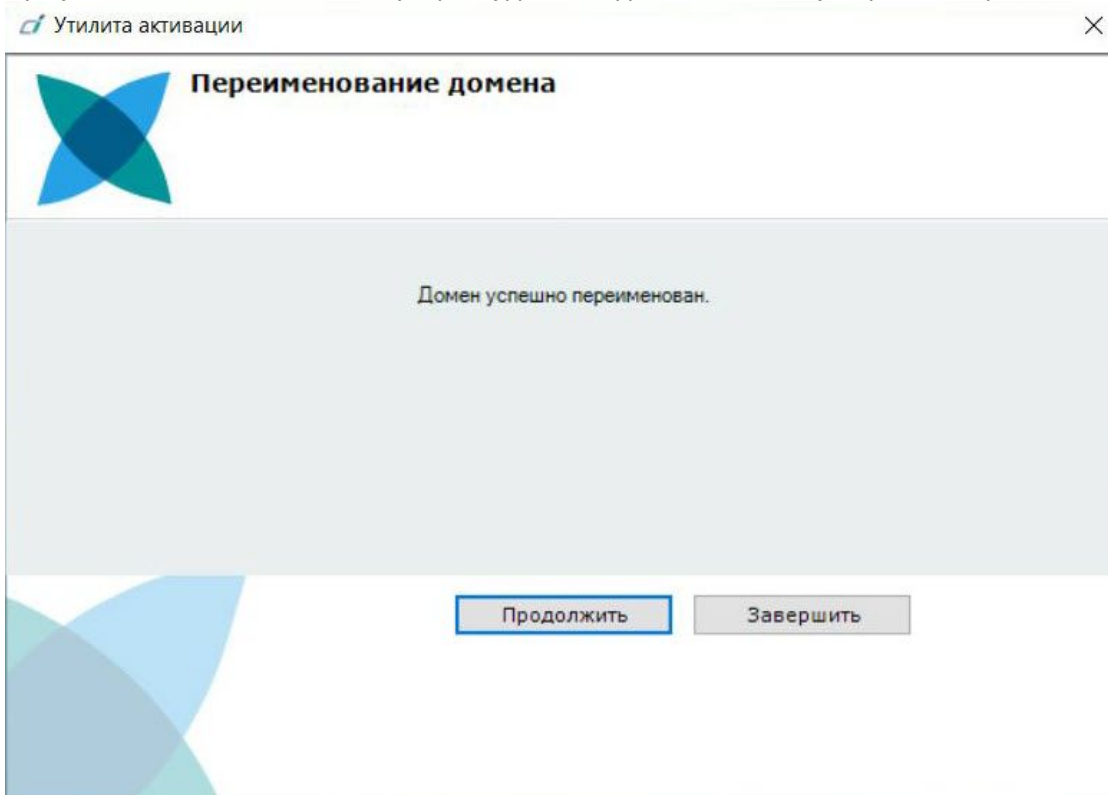 Утилита активации
Переименование домена
Домен успешно переименован.
Продолжить
Завершить